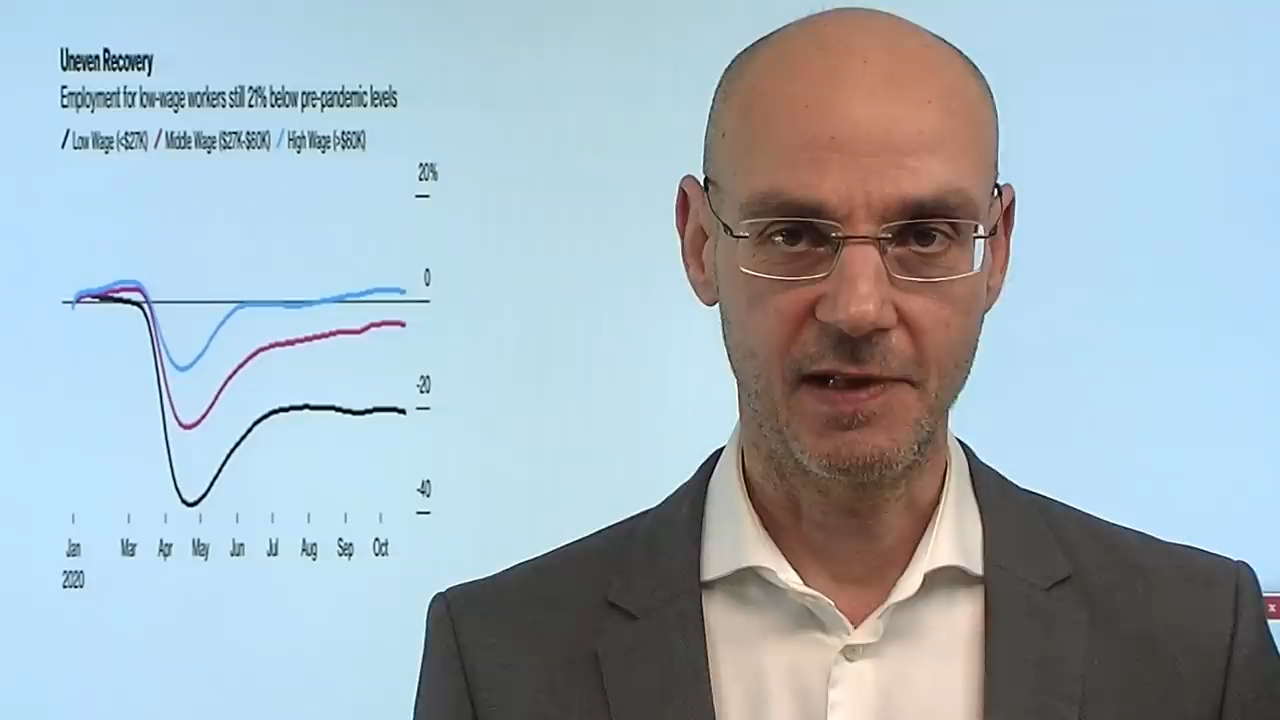 Uneven Recovery
Employment for low-wage workers still 21% below pre-pandemic levels
Low Wage (<$27K) Middle Wage ($27K-$60K) High Wage (>$60K)
20%
0
-20
-40
Jan Mar Apr May Jun Jul Aug Sep Oct
2020
x